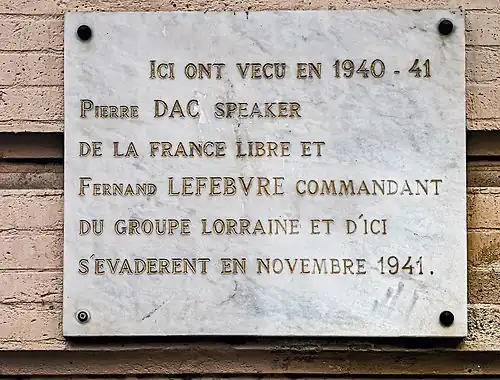 ICI ONT VECU EN 1940 - 41
PIERRE DAC SPEAKER
DE LA FRANCE LIBRE ET
FERNAND LEFEBVRE COMMANDANT
DU GROUPE LORRAINE ET D'ICI
S'EVADERENT EN NOVEMBRE 1941.